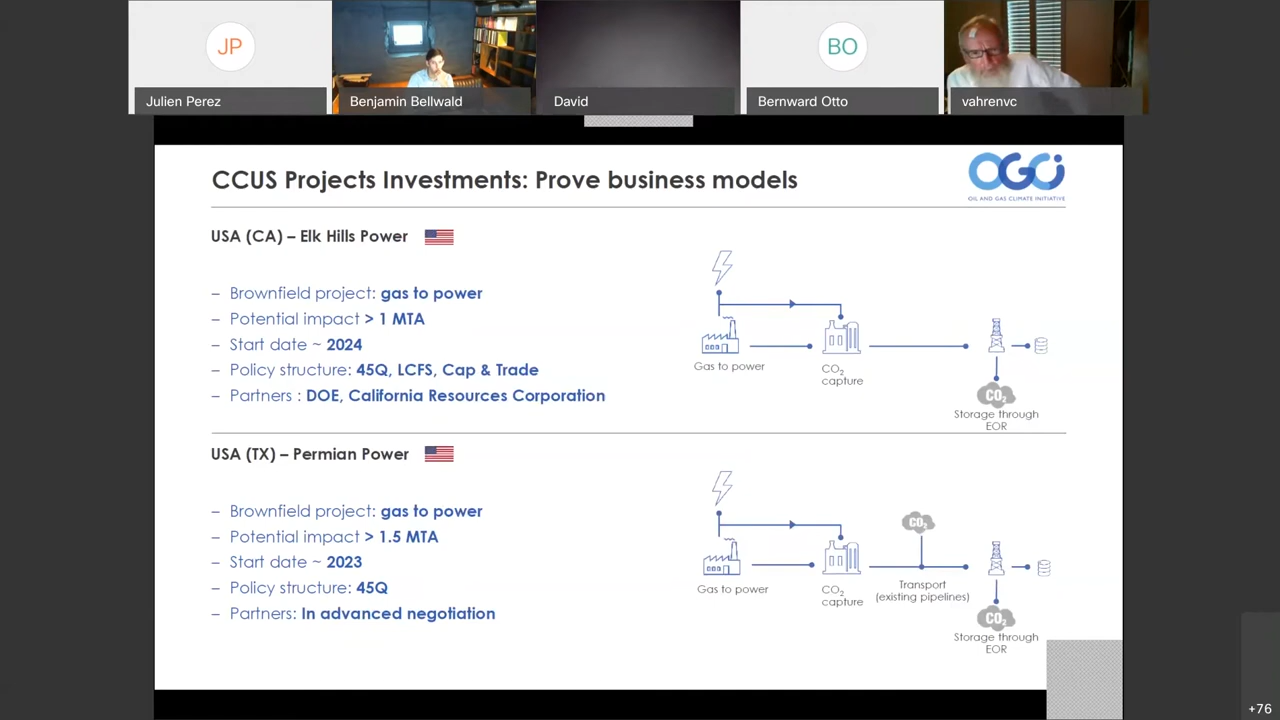 JP
BO
Julien Perez
Benjamin Bellwald
David
Bernward Otto
vahrenvc
CCUS Projects Investments: Prove business models
OGCI
OIL AND GAS CLIMATE INITIATIVE
USA (CA) – Elk Hills Power
– Brownfield project: gas to power
– Potential impact > 1 MTA
– Start date ~ 2024
– Policy structure: 45Q, LCFS, Cap & Trade
– Partners : DOE, California Resources Corporation
Gas to power
CO2
capture
CO2
Storage through
EOR
USA (TX) – Permian Power
– Brownfield project: gas to power
– Potential impact > 1.5 MTA
– Start date ~ 2023
– Policy structure: 45Q
– Partners: In advanced negotiation
CO2
Gas to power
CO2
capture
Transport
(existing pipelines)
CO2
Storage through
EOR
+76